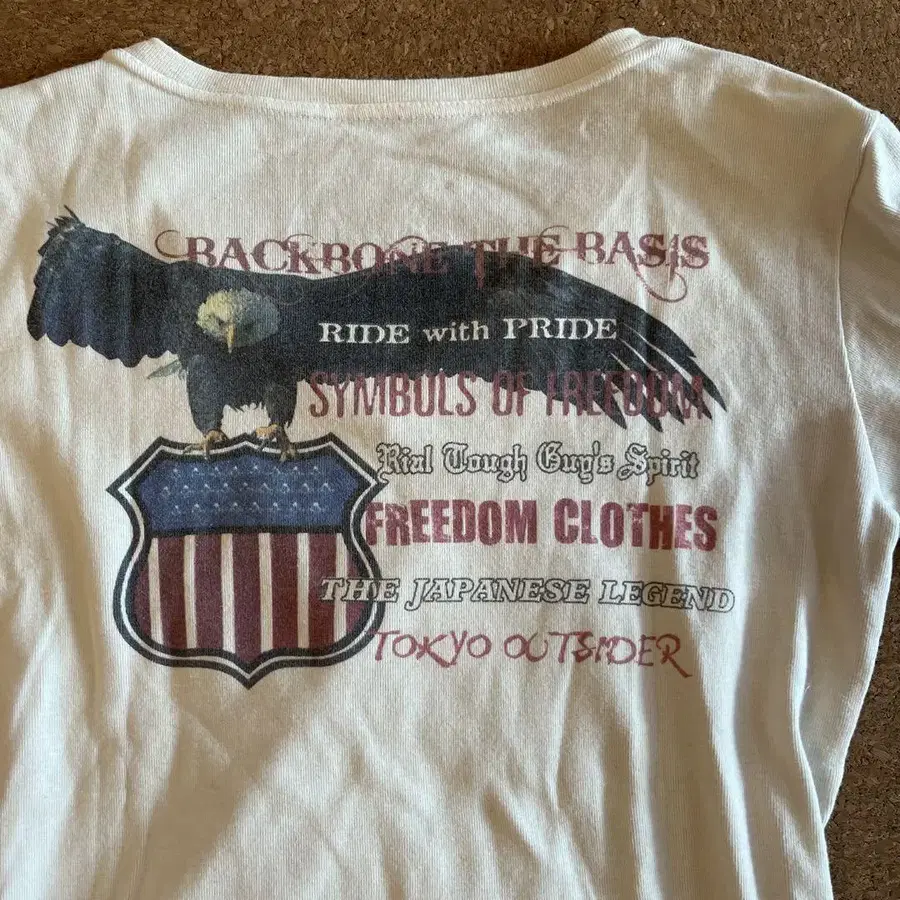 BACKBONE THE BASIS
RIDE with PRIDE
SYMBOLS OF FREEDOM
Rial Tough Guy's Spirit
FREEDOM CLOTHES
THE JAPANESE LEGEND
TOKYO OUTSIDER